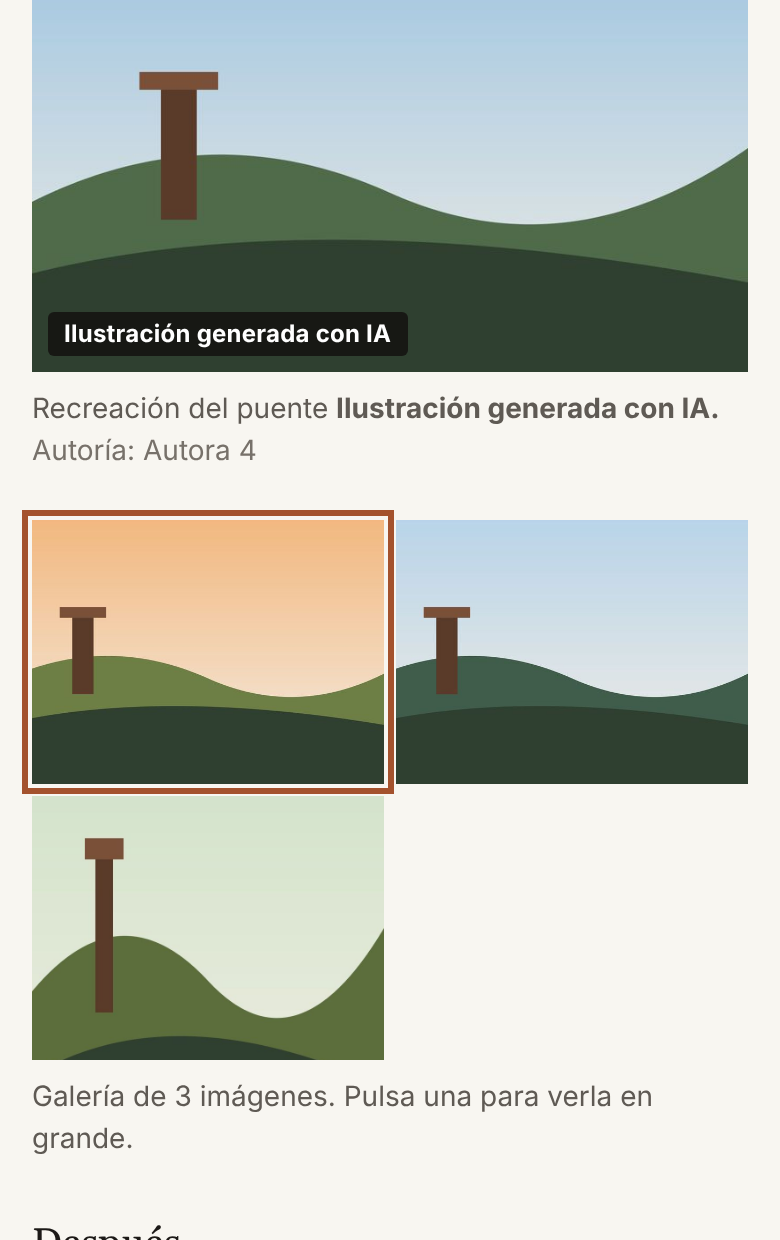 Ilustración generada con IA
Recreación del puente Ilustración generada con IA.
Autoría: Autora 4
Galería de 3 imágenes. Pulsa una para verla en
grande.
Después